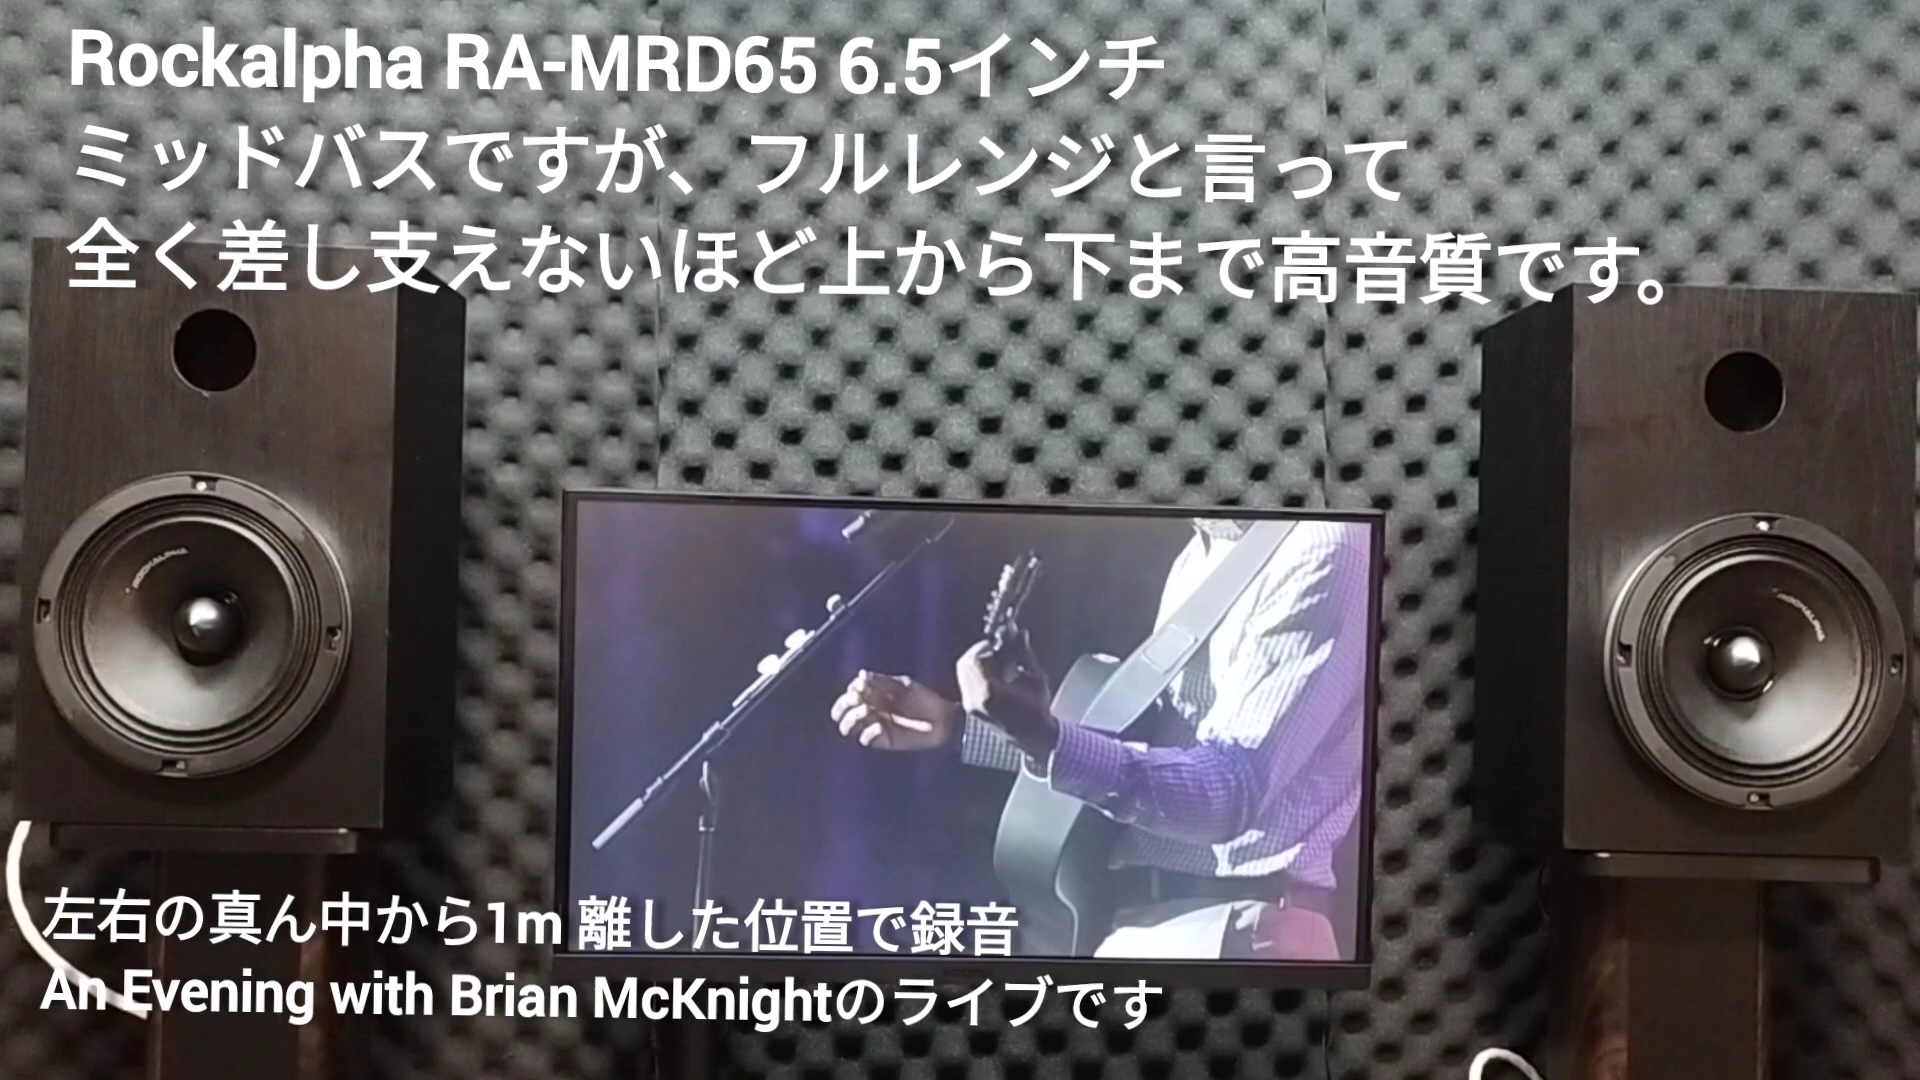 Rockalpha RA-MRD65 6.5インチ
ミッドバスですが、フルレンジと言って
全く差し支えないほど上から下まで高音質です。
ROCKALPHA
ROCKALPHA
左右の真ん中から1m 離した位置で録音
An Evening with Brian McKnightのライブです